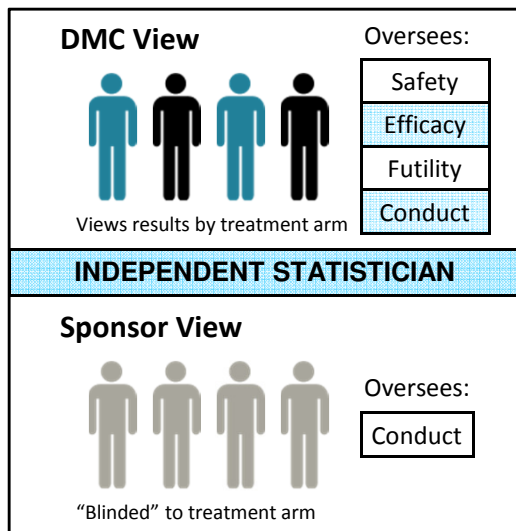 DMC View
Oversees:
Safety
Efficacy
Futility
Conduct
Views results by treatment arm
INDEPENDENT STATISTICIAN
Sponsor View
Oversees:
Conduct
“Blinded” to treatment arm